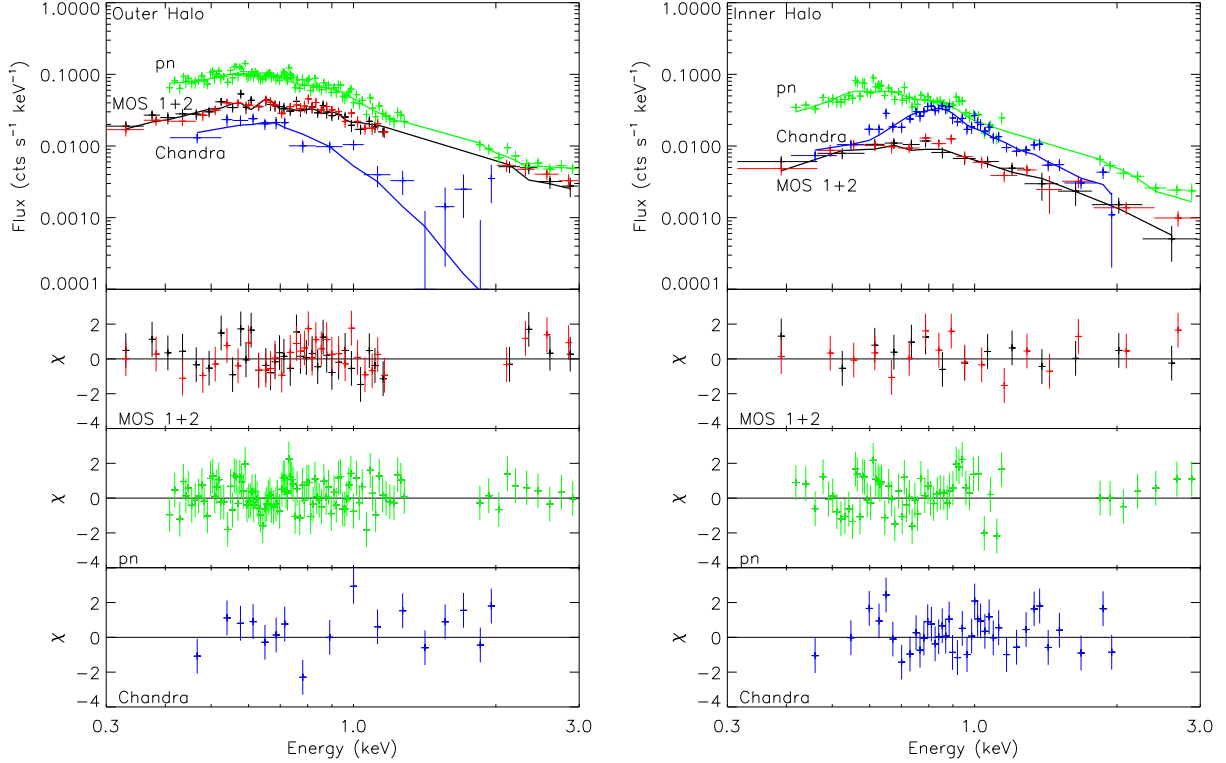 Outer Halo
1.0000
0.1000
0.0100
0.0010
0.0001
Flux (cts s⁻¹ keV⁻¹)
pn
MOS 1+2
Chandra
2
0
−2
−4
χ
MOS 1+2
2
0
−2
−4
χ
pn
2
0
−2
−4
χ
Chandra
0.3
1.0
3.0
Energy (keV)
Inner Halo
1.0000
0.1000
0.0100
0.0010
0.0001
Flux (cts s⁻¹ keV⁻¹)
pn
Chandra
MOS 1+2
2
0
−2
−4
χ
MOS 1+2
2
0
−2
−4
χ
pn
2
0
−2
−4
χ
Chandra
0.3
1.0
3.0
Energy (keV)